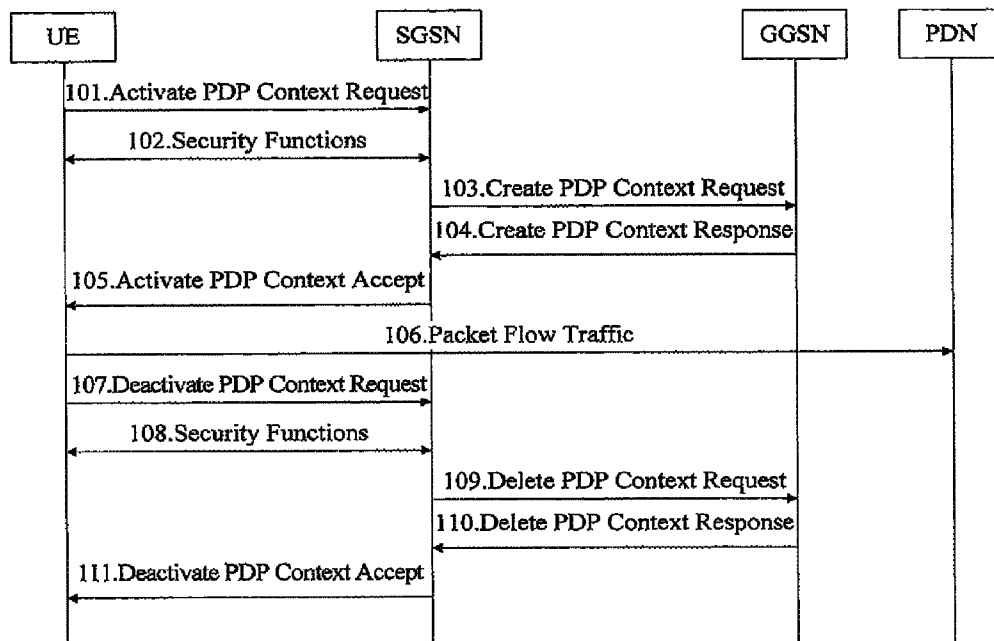 UE
SGSN
GGSN
PDN
101.Activate PDP Context Request
102.Security Functions
103.Create PDP Context Request
104.Create PDP Context Response
105.Activate PDP Context Accept
106.Packet Flow Traffic
107.Deactivate PDP Context Request
108.Security Functions
109.Delete PDP Context Request
110.Delete PDP Context Response
111.Deactivate PDP Context Accept